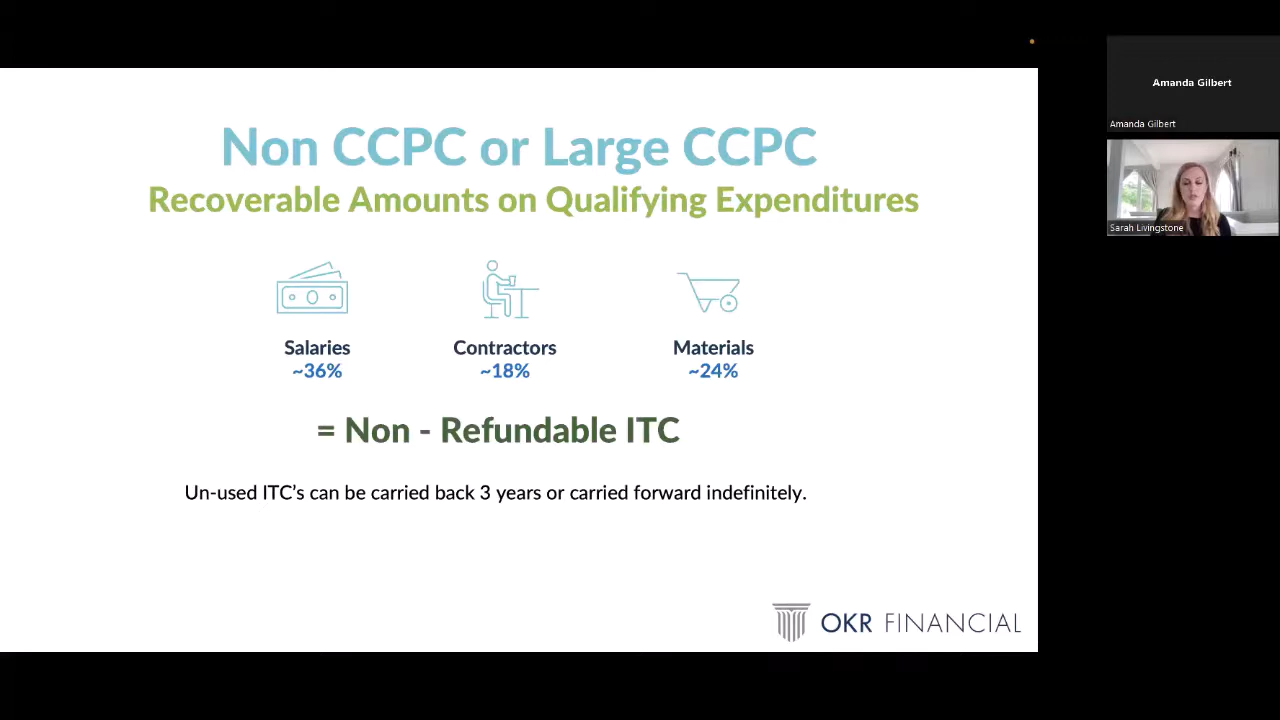 Non CCPC or Large CCPC
Recoverable Amounts on Qualifying Expenditures
Salaries
~36%
Contractors
~18%
Materials
~24%
= Non - Refundable ITC
Un-used ITC's can be carried back 3 years or carried forward indefinitely.
OKR FINANCIAL
Amanda Gilbert
Amanda Gilbert
Sarah Livingstone